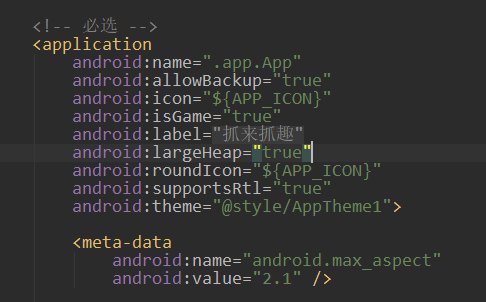 <!-- 必选 -->
<application
android:name=".app.App"
android:allowBackup="true"
android:icon="${APP_ICON}"
android:isGame="true"
android:label="抓来抓趣"
android:largeHeap="true"
android:roundIcon="${APP_ICON}"
android:supportsRtl="true"
android:theme="@style/AppTheme1">
<meta-data
android:name="android.max_aspect"
android:value="2.1" />